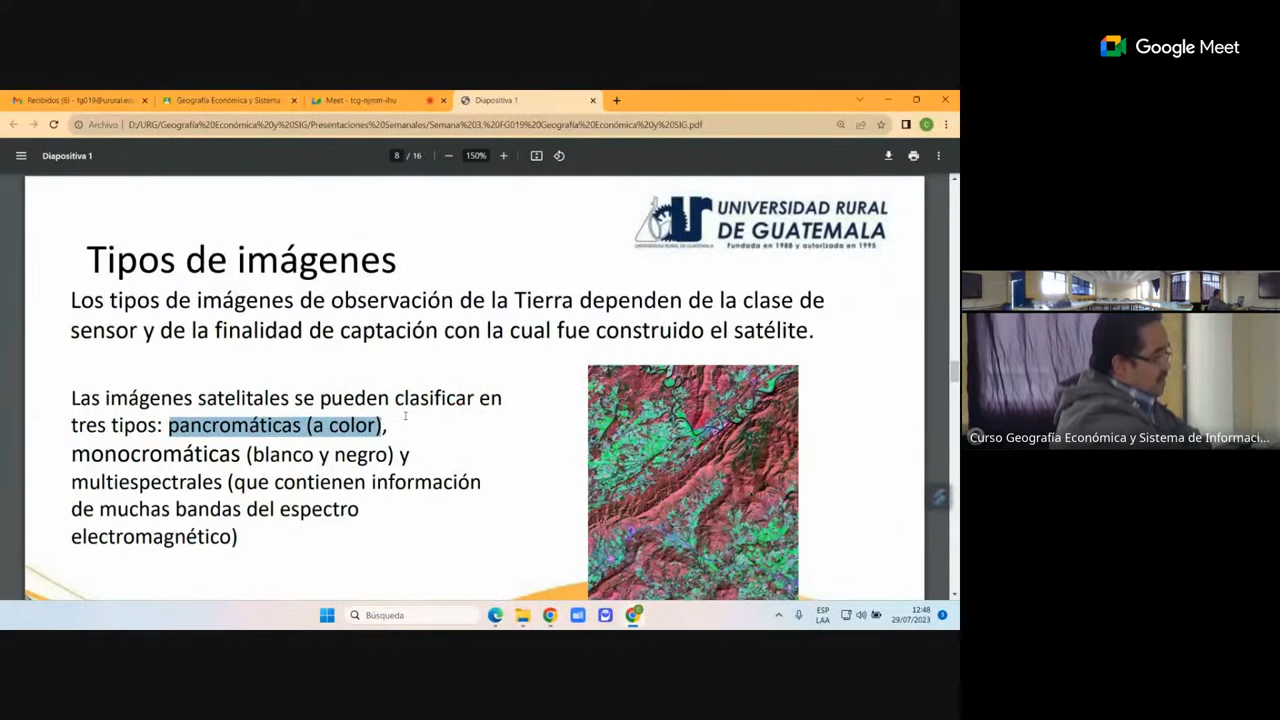 Google Meet
Recibidos (6) - fg019@urural.ed
Geografía Económica y Sistema
Meet - tcg-njmm-ihu
Diapositiva 1
Archivo
D:/URG/Geografía%20Económica%20y%20SIG/Presentaciones%20Semanales/Semana%203,%20FG019%20Geografía%20Económica%20y%20SIG.pdf
Diapositiva 1
8 / 16
150%
UNIVERSIDAD RURAL
DE GUATEMALA
Fundada en 1988 y autorizada en 1995
Tipos de imágenes
Los tipos de imágenes de observación de la Tierra dependen de la clase de
sensor y de la finalidad de captación con la cual fue construido el satélite.
Las imágenes satelitales se pueden clasificar en
tres tipos: pancromáticas (a color),
monocromáticas (blanco y negro) y
multiespectrales (que contienen información
de muchas bandas del espectro
electromagnético)
Curso Geografía Económica y Sistema de Informaci...
Búsqueda
ESP
LAA
12:48
29/07/2023